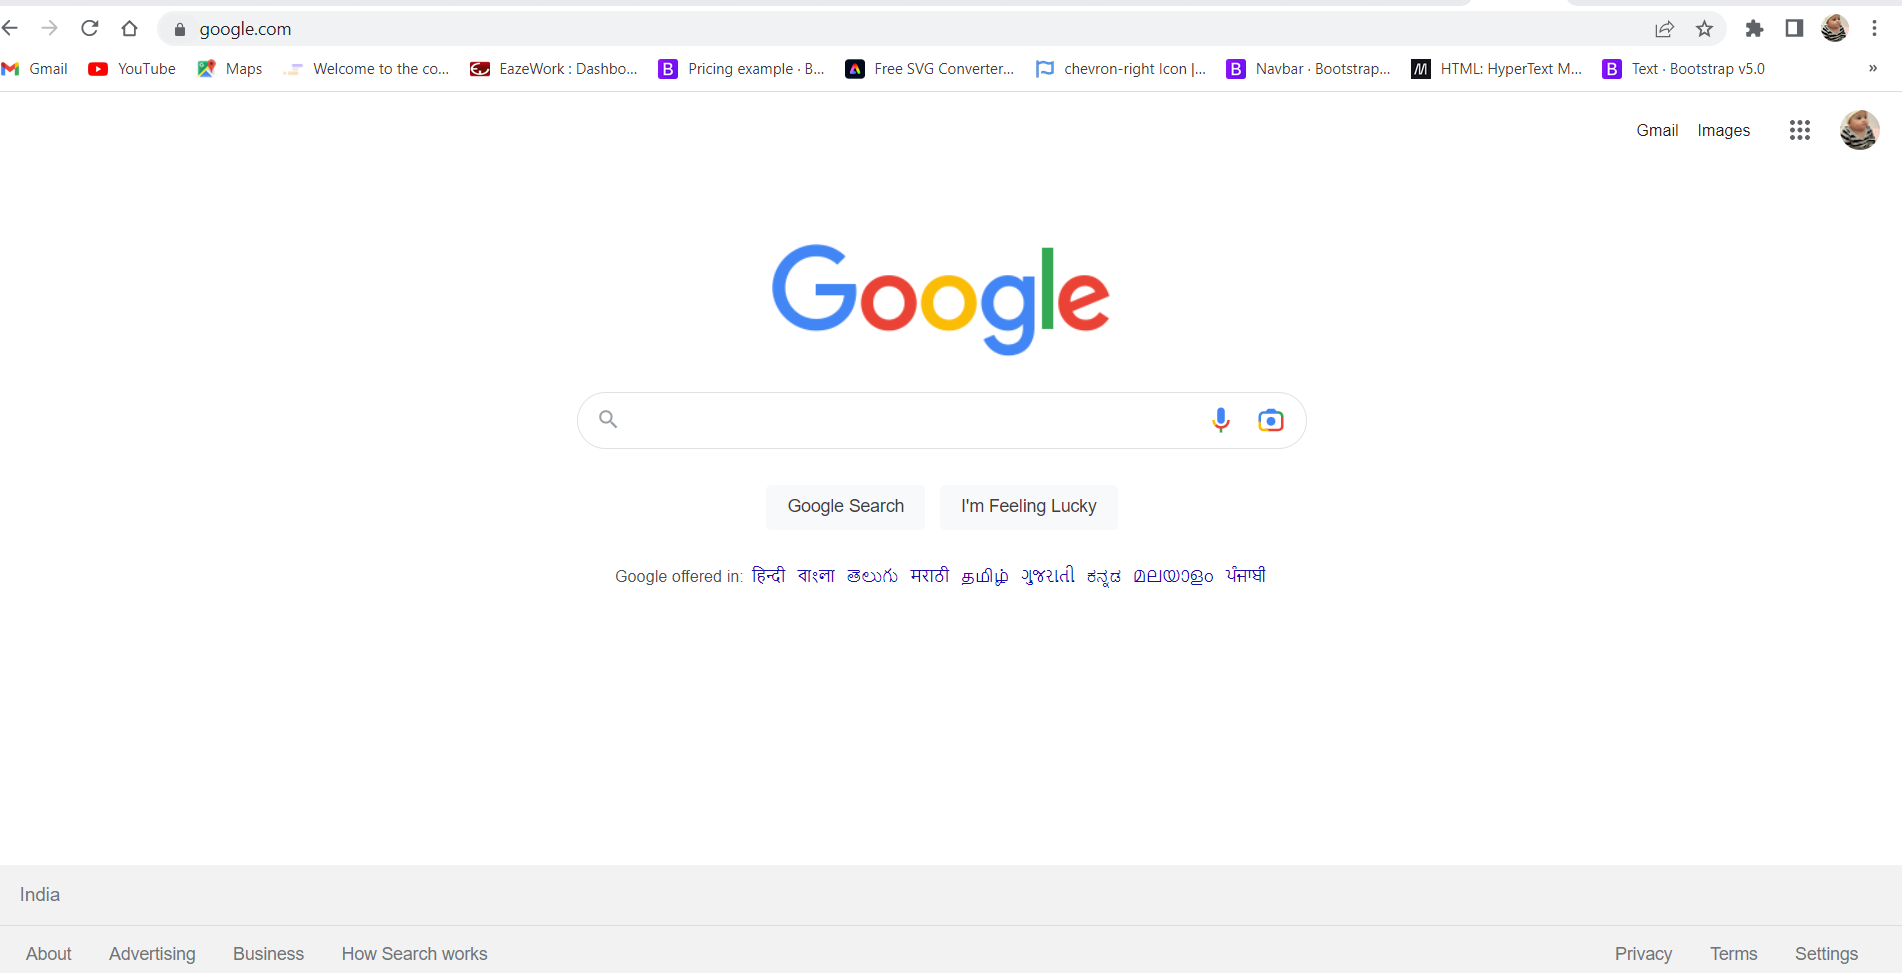 google.com
Gmail YouTube Maps Welcome to the co... EazeWork : Dashbo... Pricing example · B... Free SVG Converter... chevron-right Icon |... Navbar · Bootstrap... HTML: HyperText M... Text · Bootstrap v5.0 »
Gmail Images
Google
Google Search I'm Feeling Lucky
Google offered in: हिन्दी বাংলা తెలుగు मराठी தமிழ் ગુજરાતી ಕನ್ನಡ മലയാളം ਪੰਜਾਬੀ
India
About Advertising Business How Search works Privacy Terms Settings